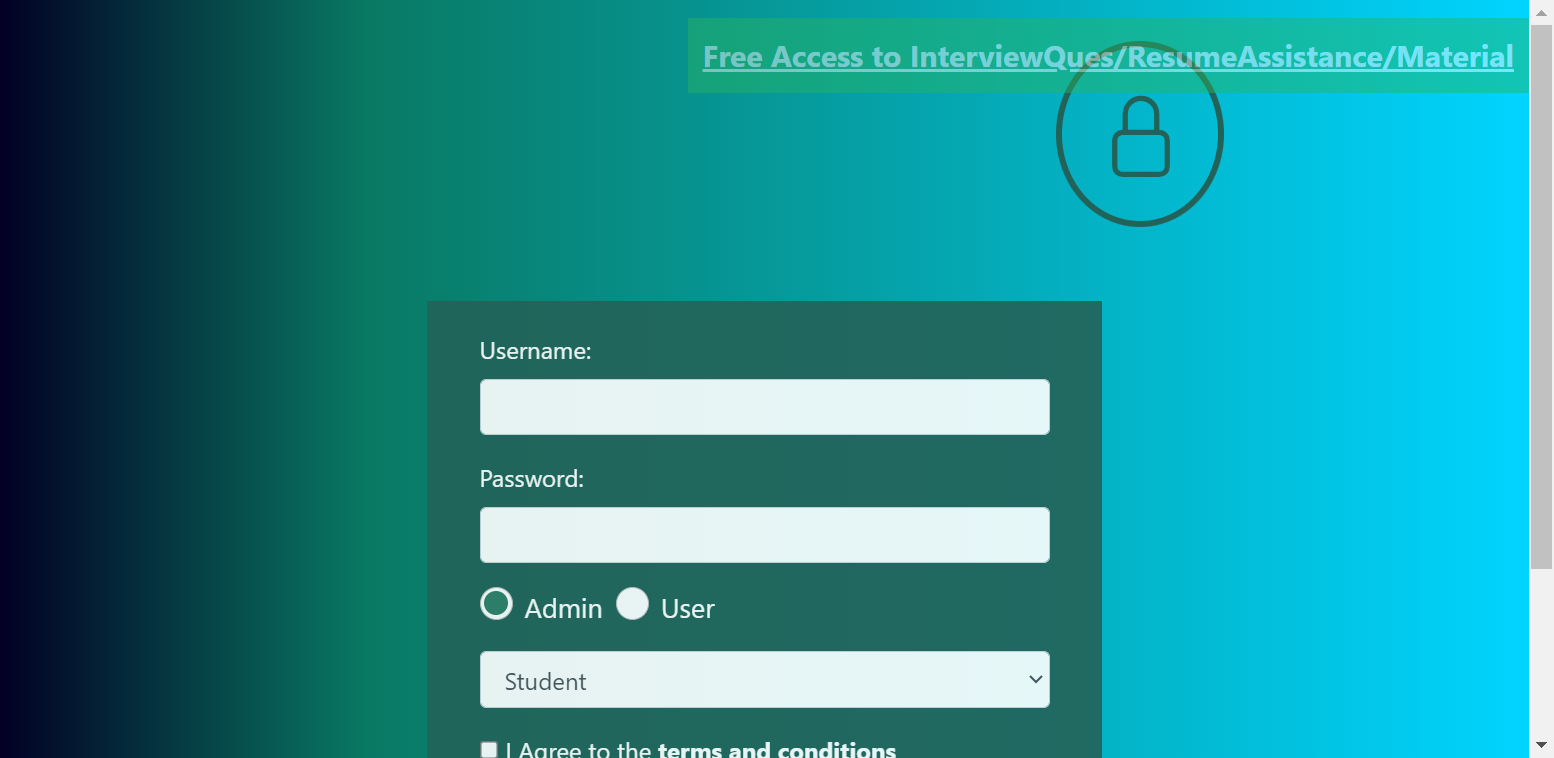 Free Access to InterviewQues/ResumeAssistance/Material
Username:
Password:
Admin User
Student
I Agree to the terms and conditions